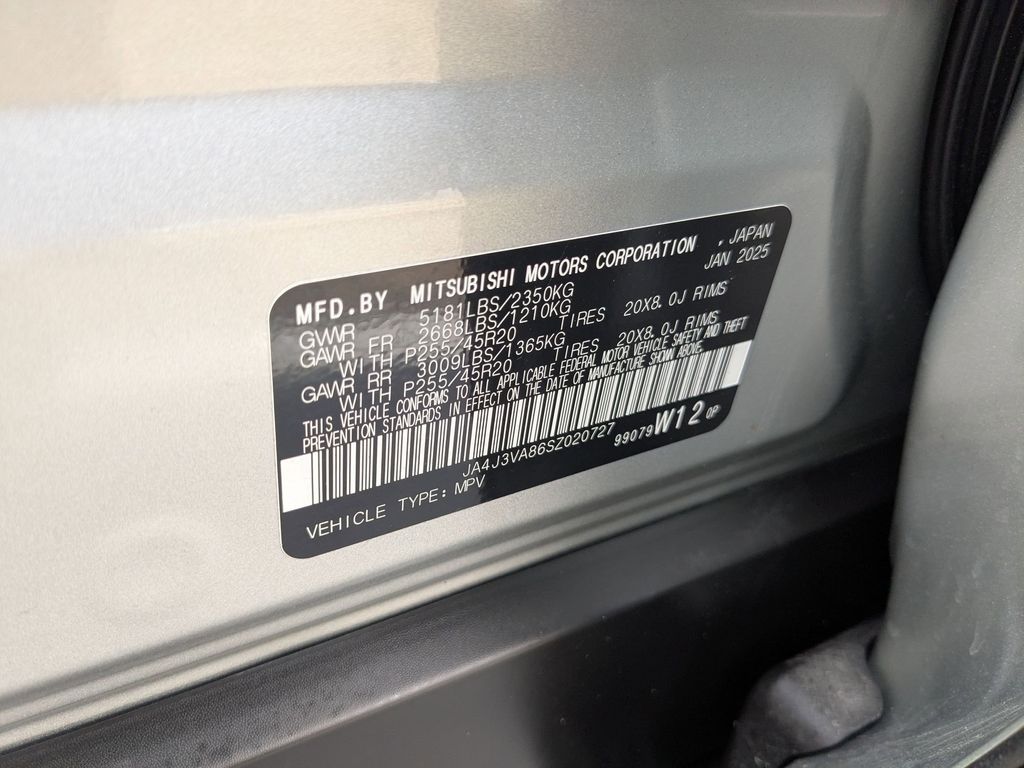 MFD.BY MITSUBISHI MOTORS CORPORATION , JAPAN
GWWR 5181LBS/2350KG JAN 2025
GAWR FR 2668LBS/1210KG
WITH P255/45R20 TIRES 20X8.0J RIMS
GAWR RR 3009LBS/1365KG
WITH P255/45R20 TIRES 20X8.0J RIMS
THIS VEHICLE CONFORMS TO ALL APPLICABLE FEDERAL MOTOR VEHICLE SAFETY AND THEFT
PREVENTION STANDARDS IN EFFECT ON THE DATE OF MANUFACTURE SHOWN ABOVE.
JA4J3VA86SZ020727
VEHICLE TYPE: MPV 99079 W12 0P